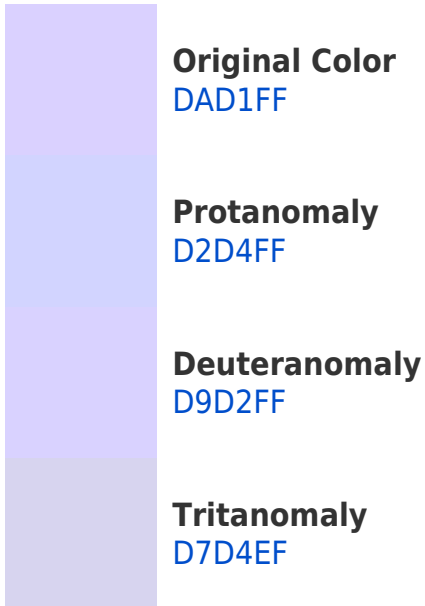 Original Color
DAD1FF
Protanomaly
D2D4FF
Deuteranomaly
D9D2FF
Tritanomaly
D7D4EF